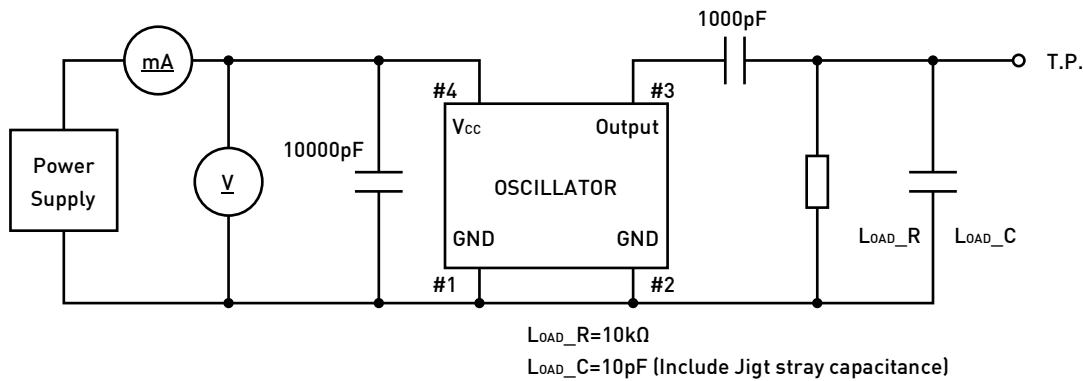 1000pF
mA
T.P.
#4
#3
Vcc
Output
10000pF
Power
Supply
V
OSCILLATOR
GND
GND
LOAD_R
LOAD_C
#1
#2
LOAD_R=10kΩ
LOAD_C=10pF (Include Jigt stray capacitance)